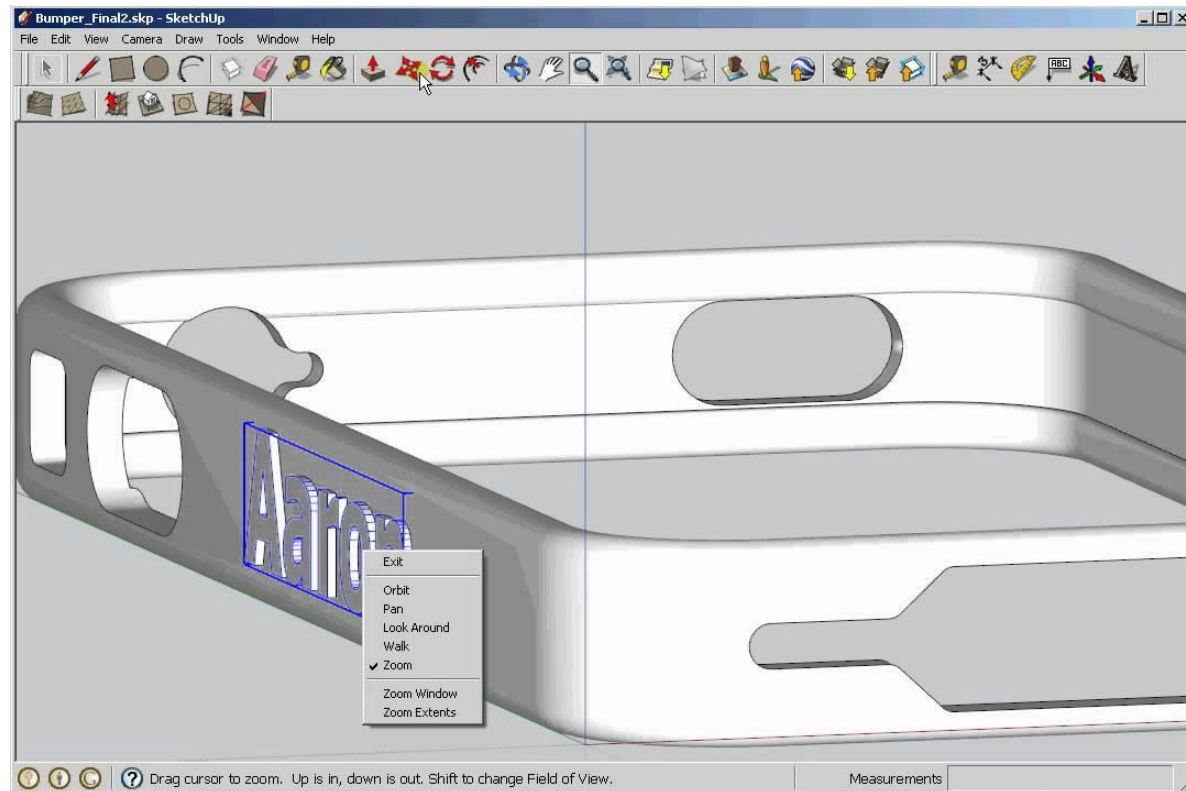 Bumper_Final2.skp - SketchUp
File Edit View Camera Draw Tools Window Help
ABC
A
Aaron
Exit
Orbit
Pan
Look Around
Walk
Zoom
Zoom Window
Zoom Extents
Drag cursor to zoom. Up is in, down is out. Shift to change Field of View.
Measurements